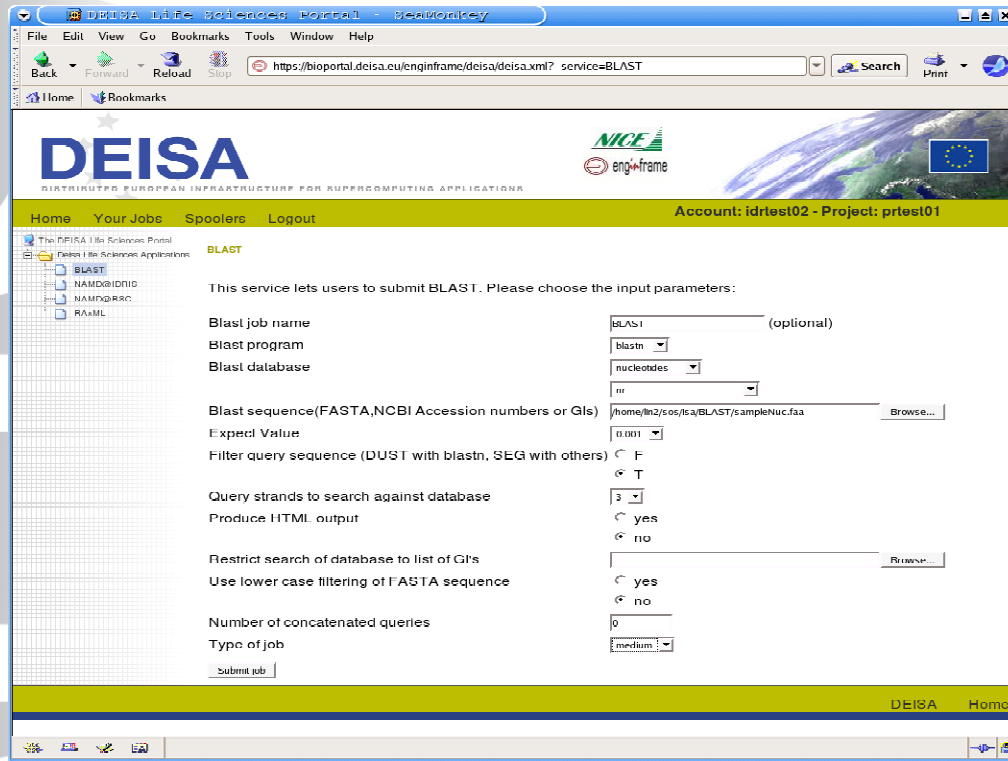 DEISA Life Sciences Portal - SeaMonkey
File Edit View Go Bookmarks Tools Window Help
Back Forward Reload Stop https://bioportal.deisa.eu/enginframe/deisa/deisa.xml?_service=BLAST Search Print
Home Bookmarks
DEISA
DISTRIBUTED EUROPEAN INFRASTRUCTURE FOR SUPERCOMPUTING APPLICATIONS
NICE
enginframe
Home Your Jobs Spoolers Logout Account: idrtest02 - Project: prtest01
The DEISA Life Sciences Portal
Deisa Life Sciences Applications
BLAST
NAMD@IDRIS
NAMD@BSC
RAxML
BLAST
This service lets users to submit BLAST. Please choose the input parameters:
Blast job name BLAST (optional)
Blast program blastn
Blast database nucleotides
nr
Blast sequence(FASTA,NCBI Accession numbers or GIs) /home/lin2/sos/isa/BLAST/sampleNuc.faa Browse...
Expect Value 0.001
Filter query sequence (DUST with blastn, SEG with others) F
T
Query strands to search against database 3
Produce HTML output yes
no
Restrict search of database to list of GI's Browse...
Use lower case filtering of FASTA sequence yes
no
Number of concatenated queries 0
Type of job medium
Submit job
DEISA Home